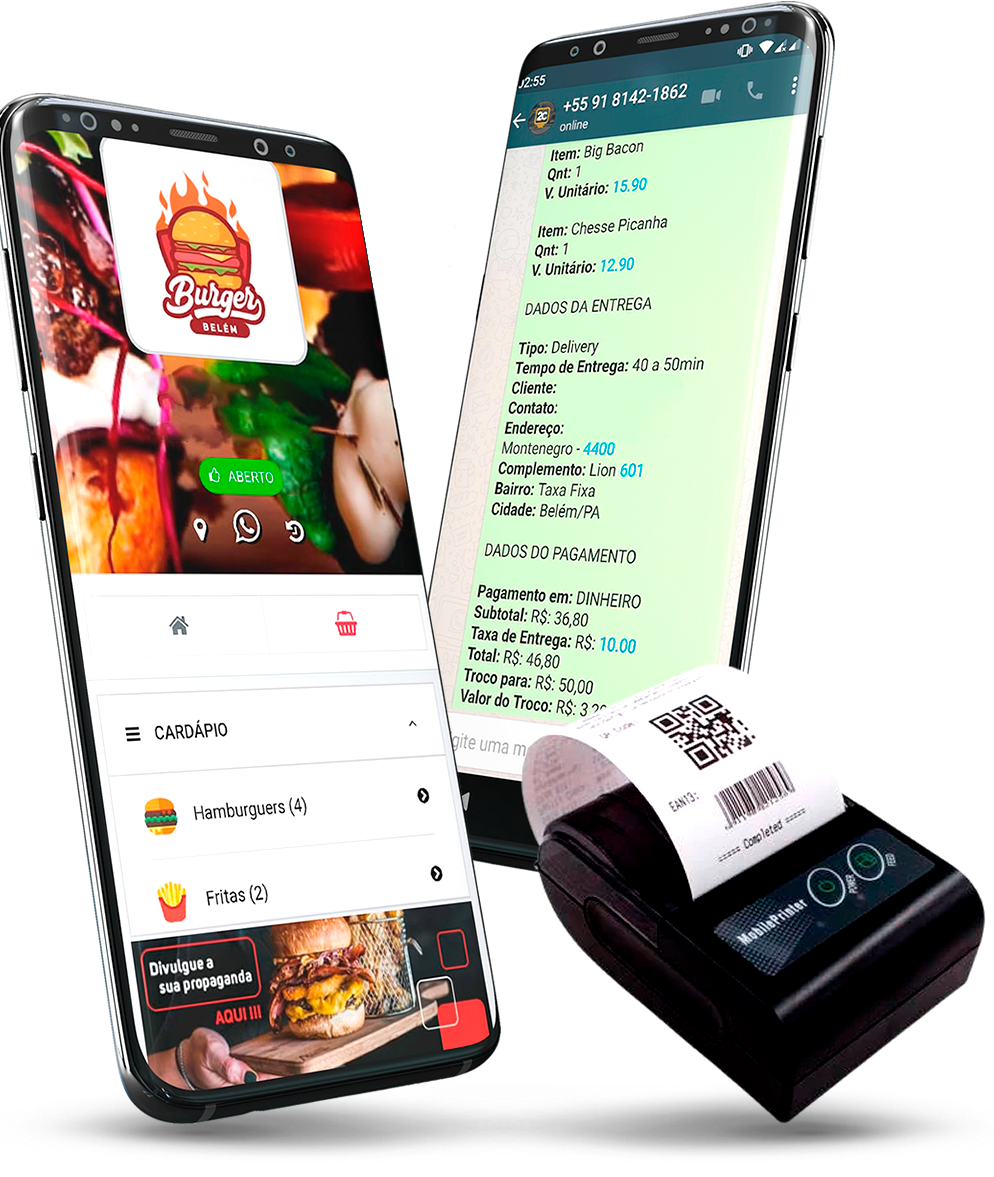 Burger
BELÉM
ABERTO
CARDÁPIO
Hamburguers (4)
Fritas (2)
Divulgue a
sua propaganda
AQUI !!!
12:55
2C
+55 91 8142-1862
online
Item: Big Bacon
Qnt: 1
V. Unitário: 15.90
Item: Chesse Picanha
Qnt: 1
V. Unitário: 12.90
DADOS DA ENTREGA
Tipo: Delivery
Tempo de Entrega: 40 a 50min
Cliente:
Contato:
Endereço:
Montenegro - 4400
Complemento: Lion 601
Bairro: Taxa Fixa
Cidade: Belém/PA
DADOS DO PAGAMENTO
Pagamento em: DINHEIRO
Subtotal: R$: 36,80
Taxa de Entrega: R$: 10.00
Total: R$: 46,80
Troco para: R$: 50,00
Valor do Troco: R$: 3,20
gite uma m
QR Code
EAN13:
----- Completed -----
MobilePrinter
POWER
FEED